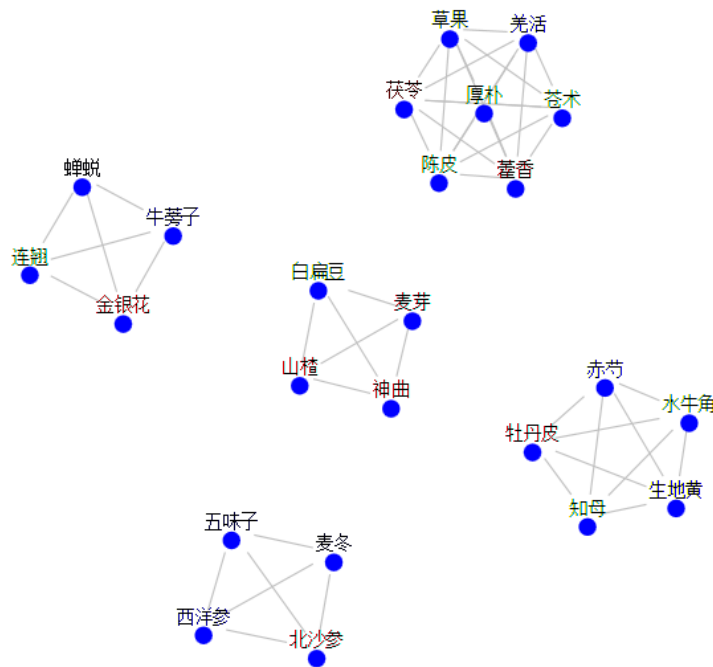 草果
羌活
茯苓
厚朴
苍术
陈皮
藿香
蝉蜕
牛蒡子
连翘
金银花
白扁豆
麦芽
山楂
神曲
赤芍
水牛角
牡丹皮
生地黄
知母
五味子
麦冬
西洋参
北沙参